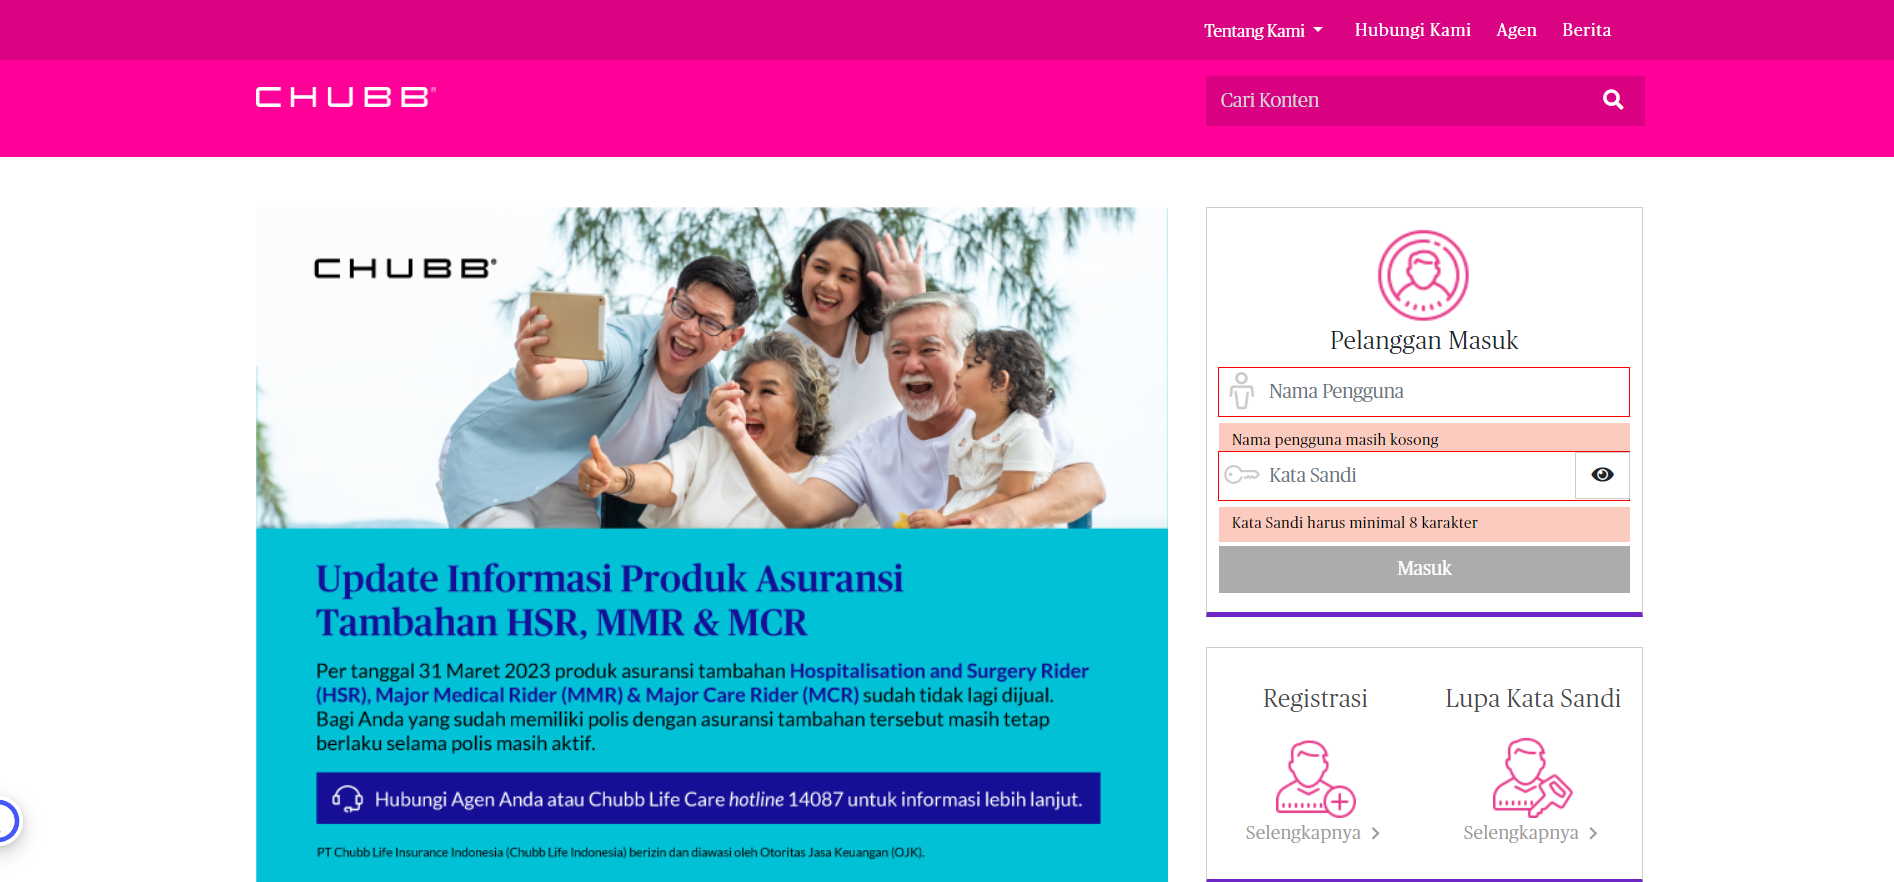 Tentang Kami
Hubungi Kami
Agen
Berita
CHUBB®
Cari Konten
CHUBB®
Update Informasi Produk Asuransi
Tambahan HSR, MMR & MCR
Per tanggal 31 Maret 2023 produk asuransi tambahan Hospitalisation and Surgery Rider
(HSR), Major Medical Rider (MMR) & Major Care Rider (MCR) sudah tidak lagi dijual.
Bagi Anda yang sudah memiliki polis dengan asuransi tambahan tersebut masih tetap
berlaku selama polis masih aktif.
Hubungi Agen Anda atau Chubb Life Care hotline 14087 untuk informasi lebih lanjut.
PT Chubb Life Insurance Indonesia (Chubb Life Indonesia) berizin dan diawasi oleh Otoritas Jasa Keuangan (OJK).
Pelanggan Masuk
Nama Pengguna
Nama pengguna masih kosong
Kata Sandi
Kata Sandi harus minimal 8 karakter
Masuk
Registrasi
Selengkapnya
Lupa Kata Sandi
Selengkapnya